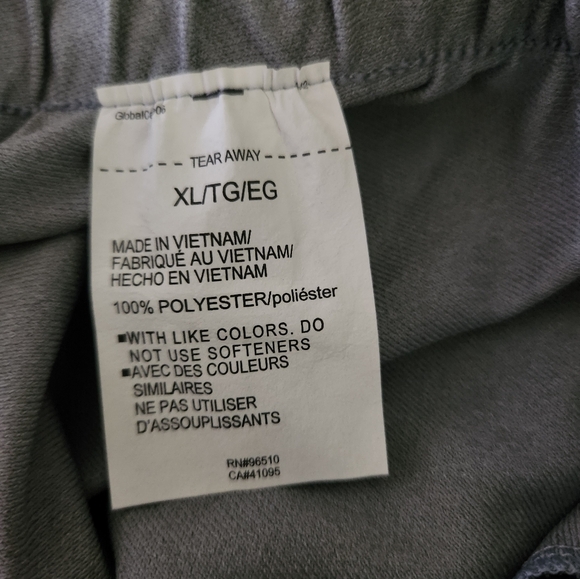 TEAR AWAY
XL/TG/EG
MADE IN VIETNAM/
FABRIQUÉ AU VIETNAM/
HECHO EN VIETNAM
100% POLYESTER/poliéster
WITH LIKE COLORS. DO
NOT USE SOFTENERS
AVEC DES COULEURS
SIMILAIRES
NE PAS UTILISER
D'ASSOUPLISSANTS
RN#96510
CA#41095